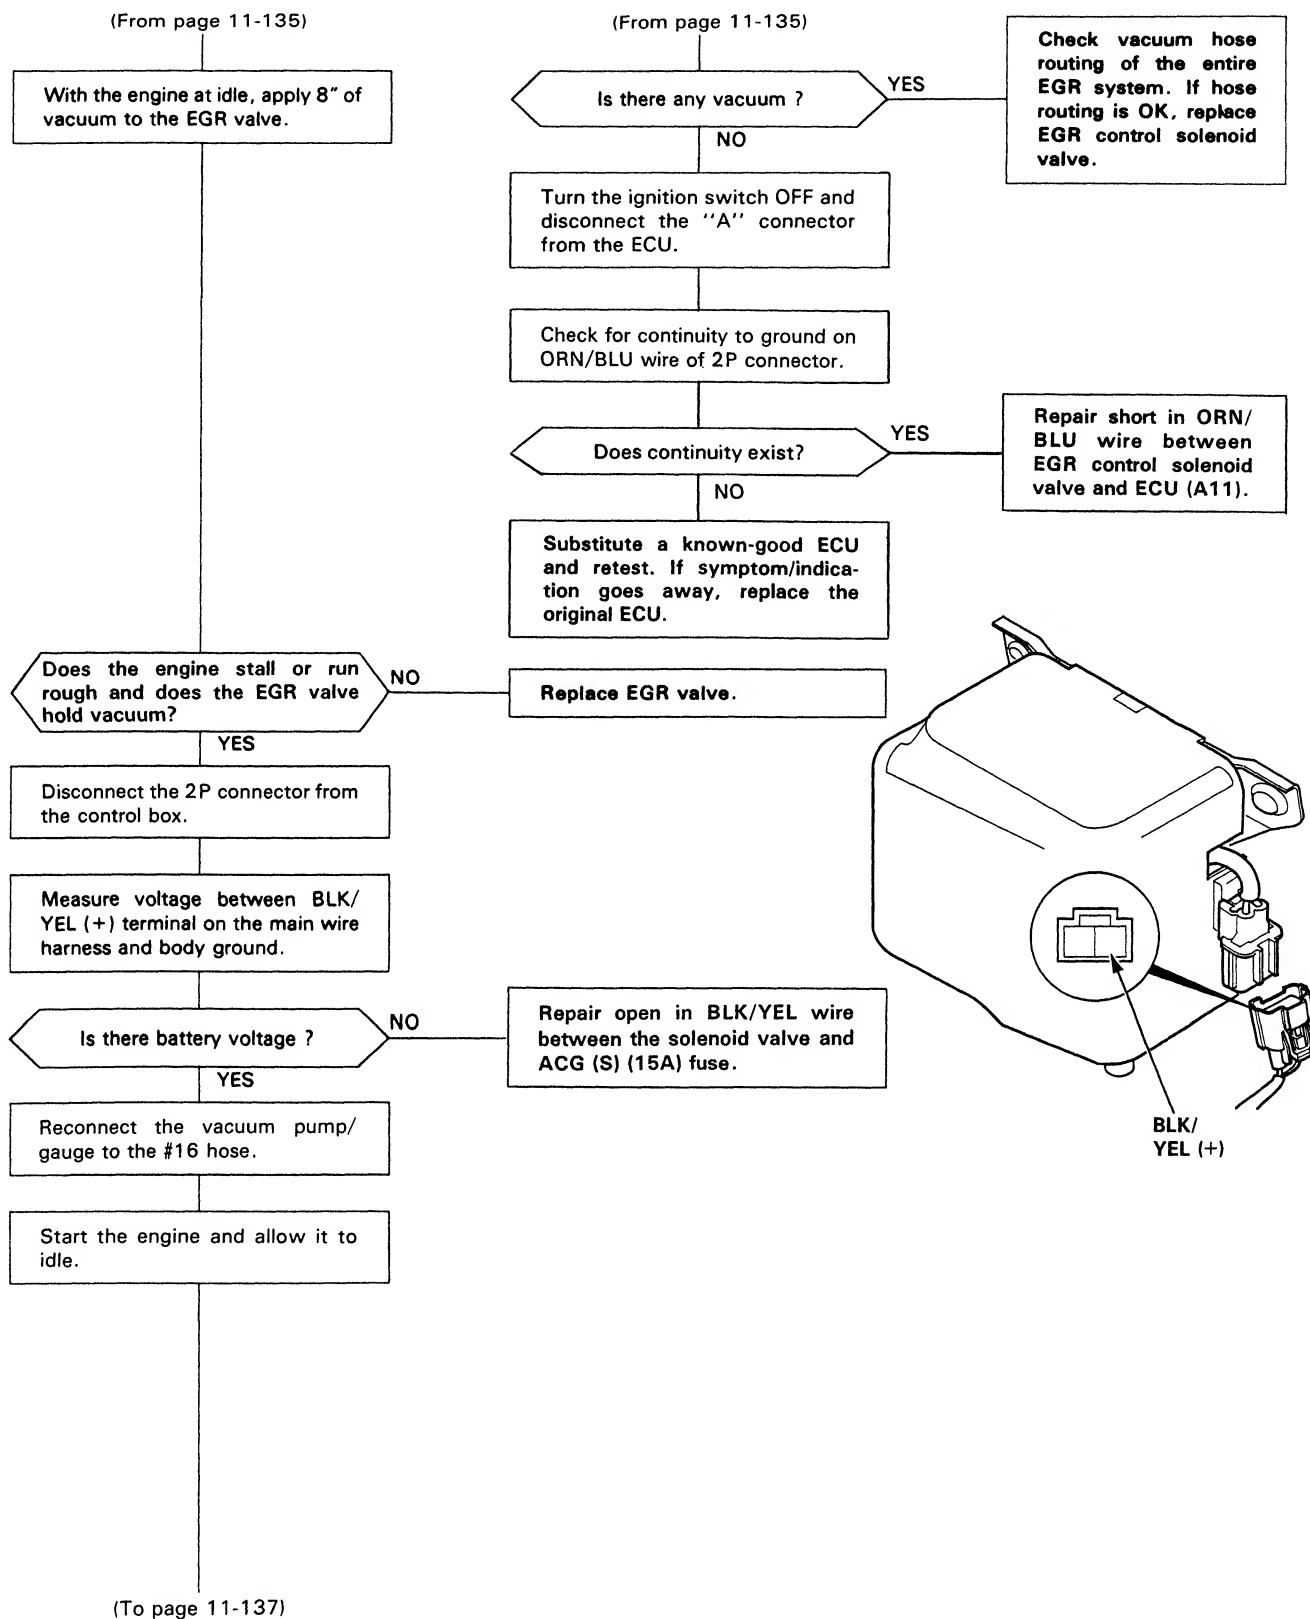 (From page 11-135)
With the engine at idle, apply 8" of
vacuum to the EGR valve.
Does the engine stall or run
rough and does the EGR valve
hold vacuum?
NO
Replace EGR valve.
YES
Disconnect the 2P connector from
the control box.
Measure voltage between BLK/
YEL (+) terminal on the main wire
harness and body ground.
Is there battery voltage ?
NO
Repair open in BLK/YEL wire
between the solenoid valve and
ACG (S) (15A) fuse.
YES
Reconnect the vacuum pump/
gauge to the #16 hose.
Start the engine and allow it to
idle.
(To page 11-137)
(From page 11-135)
Is there any vacuum ?
YES
Check vacuum hose
routing of the entire
EGR system. If hose
routing is OK, replace
EGR control solenoid
valve.
NO
Turn the ignition switch OFF and
disconnect the "A" connector
from the ECU.
Check for continuity to ground on
ORN/BLU wire of 2P connector.
Does continuity exist?
YES
Repair short in ORN/
BLU wire between
EGR control solenoid
valve and ECU (A11).
NO
Substitute a known-good ECU
and retest. If symptom/indica-
tion goes away, replace the
original ECU.
BLK/
YEL (+)